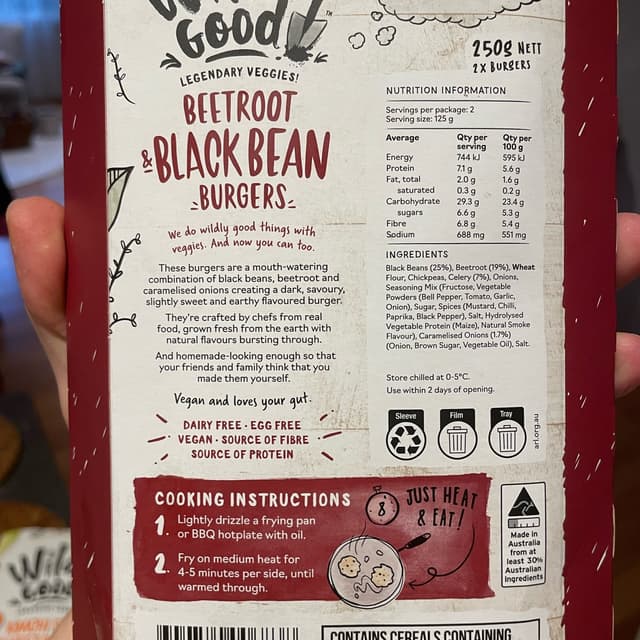 Good!
™
LEGENDARY VEGGIES!
BEETROOT
& BLACK BEAN
BURGERS
We do wildly good things with
veggies. And now you can too.
These burgers are a mouth-watering
combination of black beans, beetroot and
caramelised onions creating a dark, savoury,
slightly sweet and earthy flavoured burger.
They're crafted by chefs from real
food, grown fresh from the earth with
natural flavours bursting through.
And homemade-looking enough so that
your friends and family think that you
made them yourself.
Vegan and loves your gut.
DAIRY FREE · EGG FREE
VEGAN · SOURCE OF FIBRE
SOURCE OF PROTEIN
250g NETT
2 X BURGERS
NUTRITION INFORMATION
Servings per package: 2
Serving size: 125 g
Average Qty per serving Qty per 100 g
Energy 744 kJ 595 kJ
Protein 7.1 g 5.6 g
Fat, total 2.0 g 1.6 g
saturated 0.3 g 0.2 g
Carbohydrate 29.3 g 23.4 g
sugars 6.6 g 5.3 g
Fibre 6.8 g 5.4 g
Sodium 688 mg 551 mg
INGREDIENTS
Black Beans (25%), Beetroot (19%), Wheat
Flour, Chickpeas, Celery (7%), Onions,
Seasoning Mix (Fructose, Vegetable
Powders (Bell Pepper, Tomato, Garlic,
Onion), Sugar, Spices (Mustard, Chilli,
Paprika, Black Pepper), Salt, Hydrolysed
Vegetable Protein (Maize), Natural Smoke
Flavour), Caramelised Onions (1.7%)
(Onion, Brown Sugar, Vegetable Oil), Salt.
Store chilled at 0-5°C.
Use within 2 days of opening.
Sleeve Film Tray
arl.org.au
COOKING INSTRUCTIONS
1. Lightly drizzle a frying pan
or BBQ hotplate with oil.
2. Fry on medium heat for
4-5 minutes per side, until
warmed through.
8
JUST HEAT
& EAT!
Made in
Australia
from at
least 30%
Australian
Ingredients
CONTAINS CEREALS CONTAINING
Wild
Good